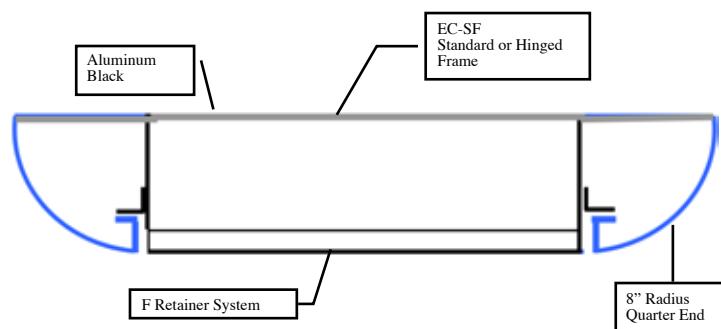 EC-SF
Standard or Hinged
Frame
Aluminum
Black
F Retainer System
8” Radius
Quarter End